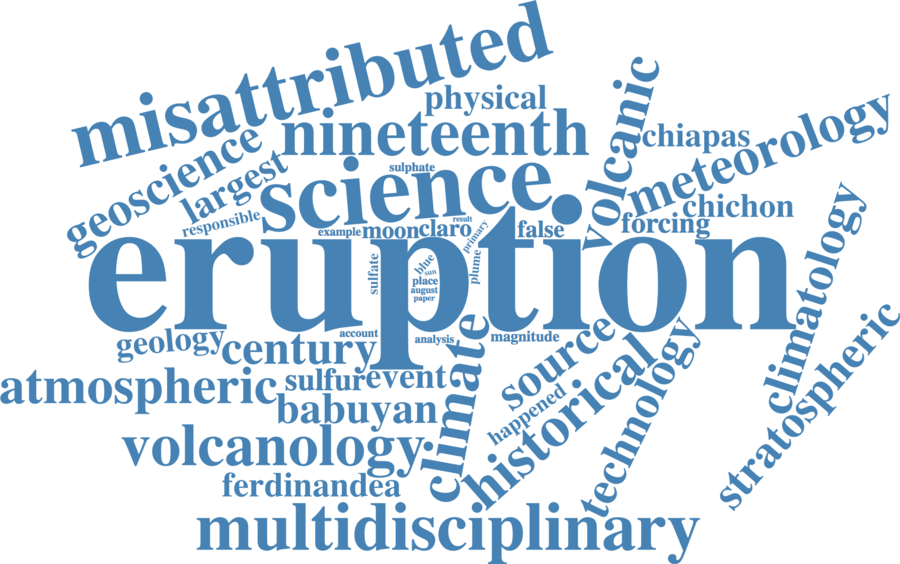 misattributed
physical
nineteenth
volcanic
chiapas
meteorology
geoscience
largest
sulphate
science
responsible
chichon
forcing
example
moon
claro
result
primary
false
eruption
sulfate
blue
sun
place
august
paper
plume
climatology
geology
century
account
analysis
magnitude
climate
source
stratospheric
atmospheric
sulfur
event
babuyan
happened
historical
technology
volcanology
ferdinandea
multidisciplinary